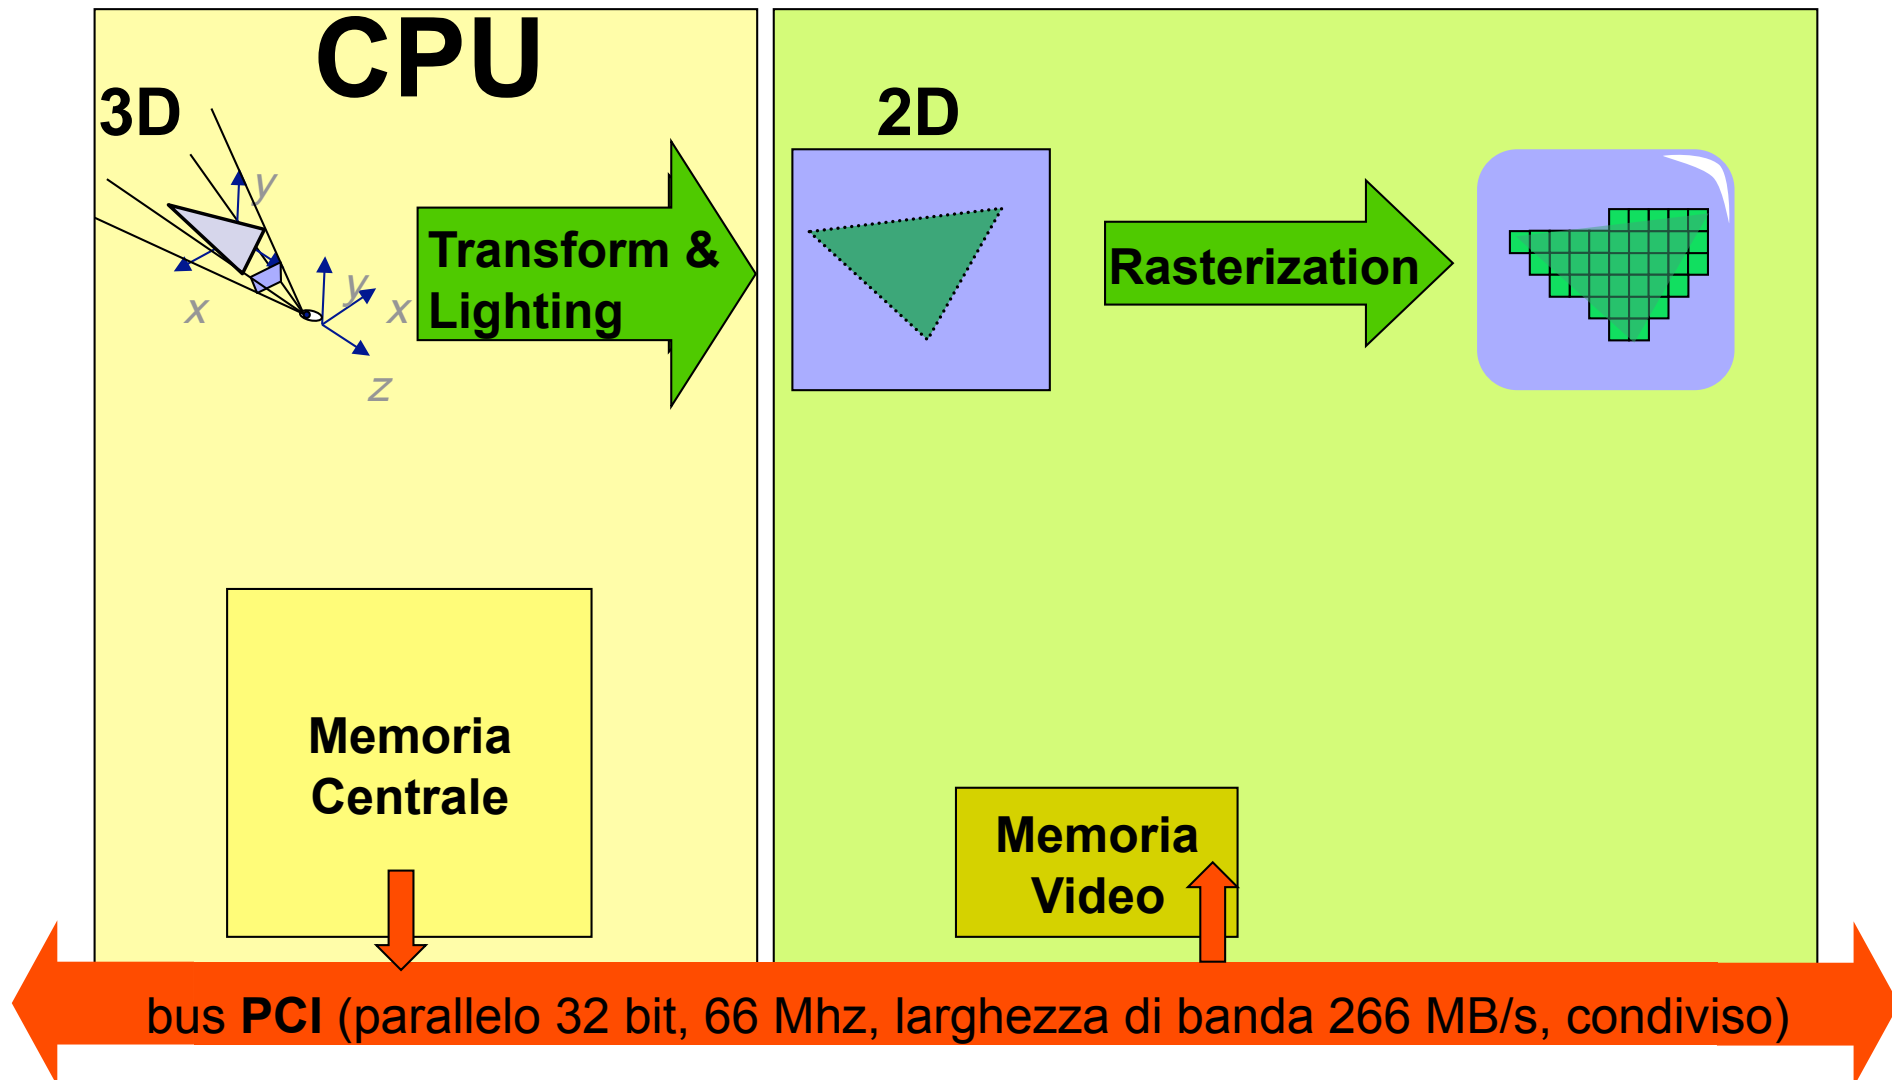 CPU
3D
2D
y
x
y
x
z
Transform &
Lighting
Rasterization
Memoria
Centrale
Memoria
Video
bus PCI (parallelo 32 bit, 66 Mhz, larghezza di banda 266 MB/s, condiviso)